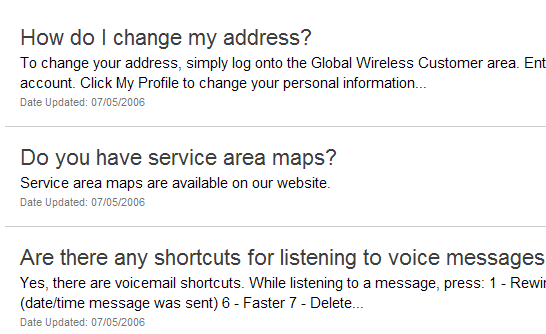 How do I change my address?
To change your address, simply log onto the Global Wireless Customer area. Ent
account. Click My Profile to change your personal information...
Date Updated: 07/05/2006
Do you have service area maps?
Service area maps are available on our website.
Date Updated: 07/05/2006
Are there any shortcuts for listening to voice messages
Yes, there are voicemail shortcuts. While listening to a message, press: 1 - Rewin
(date/time message was sent) 6 - Faster 7 - Delete...
Date Updated: 07/05/2006